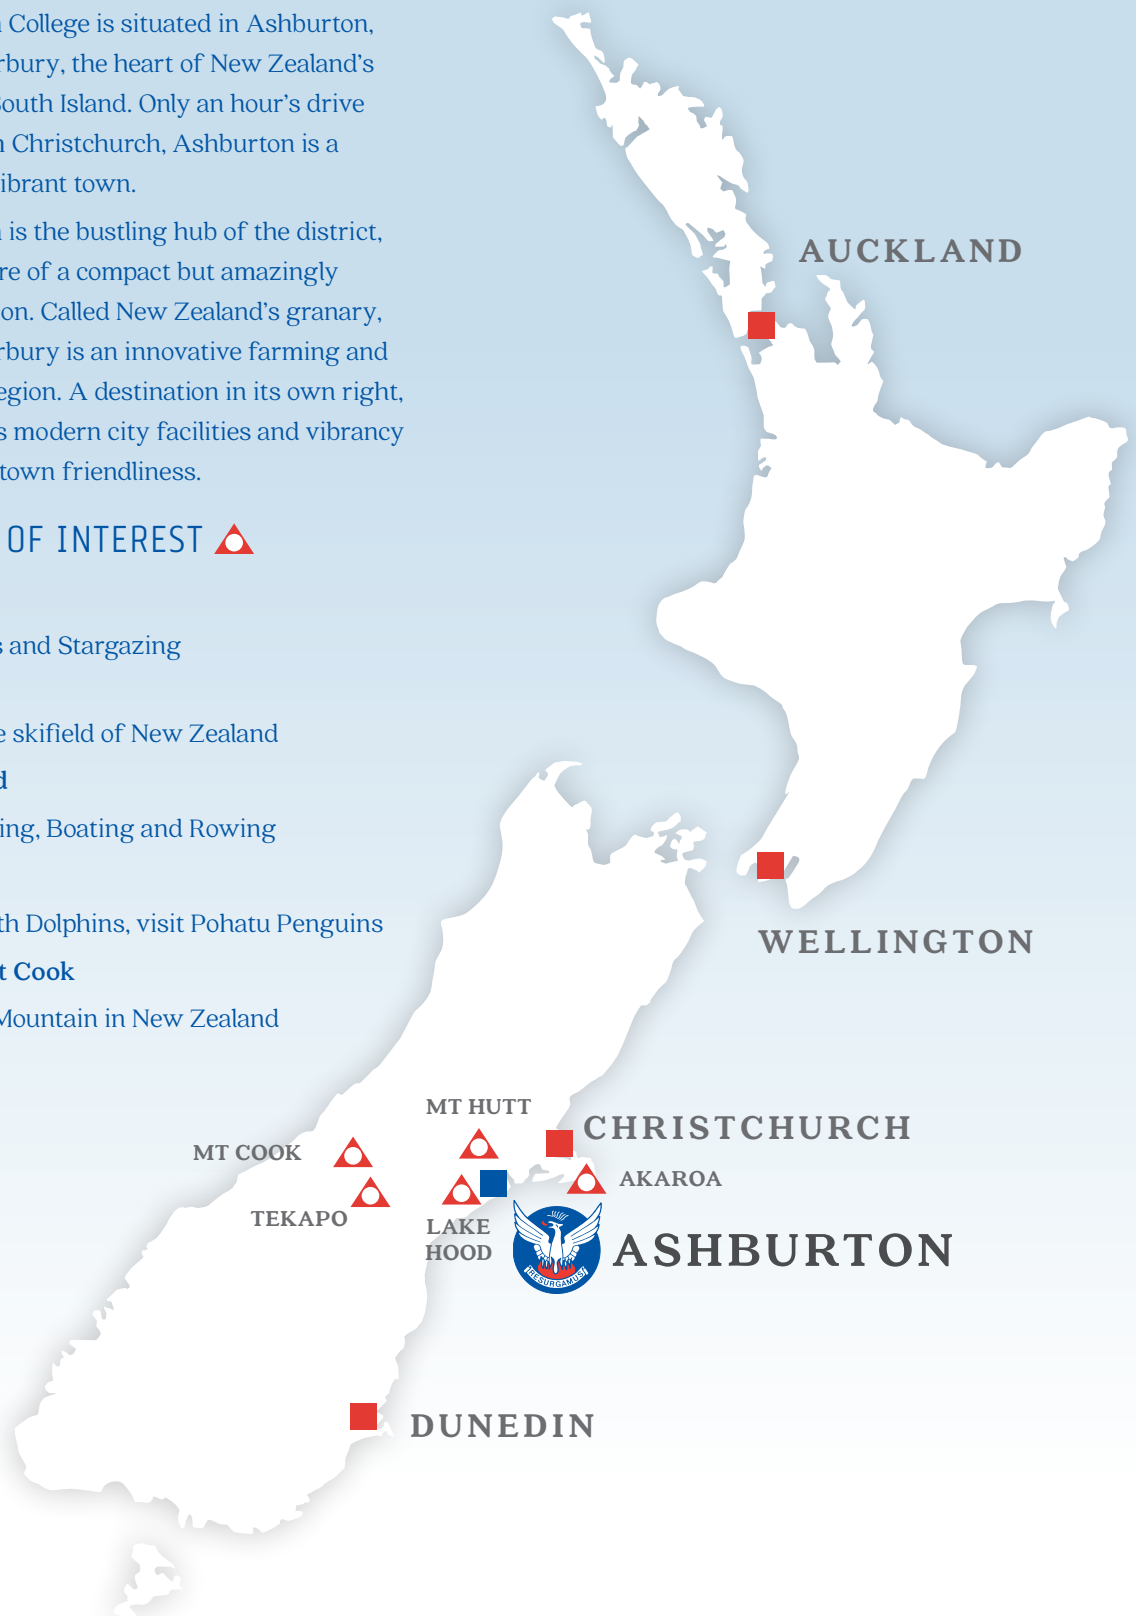 College is situated in Ashburton,
rbury, the heart of New Zealand's
South Island. Only an hour's drive
Christchurch, Ashburton is a
ibrant town.
is the bustling hub of the district,
re of a compact but amazingly
on. Called New Zealand's granary,
rbury is an innovative farming and
egion. A destination in its own right,
s modern city facilities and vibrancy
town friendliness.
OF INTEREST
s and Stargazing
e skifield of New Zealand
d
ing, Boating and Rowing
th Dolphins, visit Pohatu Penguins
t Cook
Mountain in New Zealand
AUCKLAND
WELLINGTON
MT HUTT
CHRISTCHURCH
MT COOK
AKAROA
TEKAPO
LAKE
HOOD
ASHBURTON
RESURGAMUS
DUNEDIN